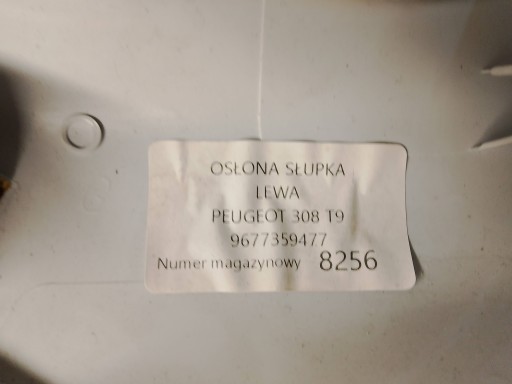 OSŁONA SŁUPKA
LEWA
PEUGEOT 308 T9
9677359477
Numer magazynowy 8256